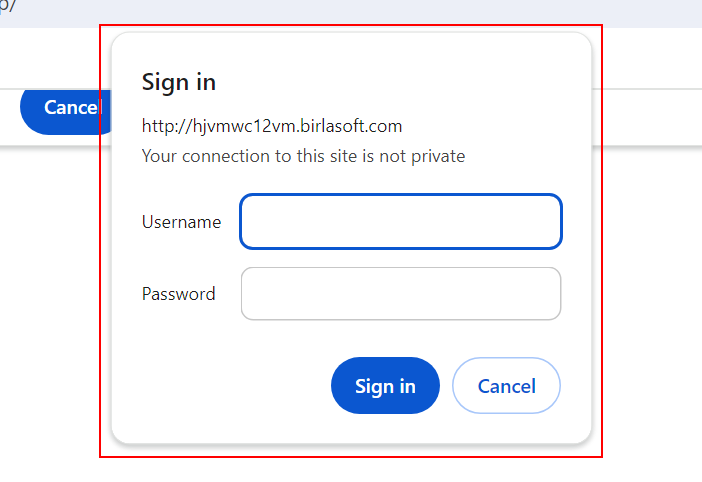 p/
Cancel
Sign in
http://hjvmwc12vm.birlasoft.com
Your connection to this site is not private
Username
Password
Sign in
Cancel